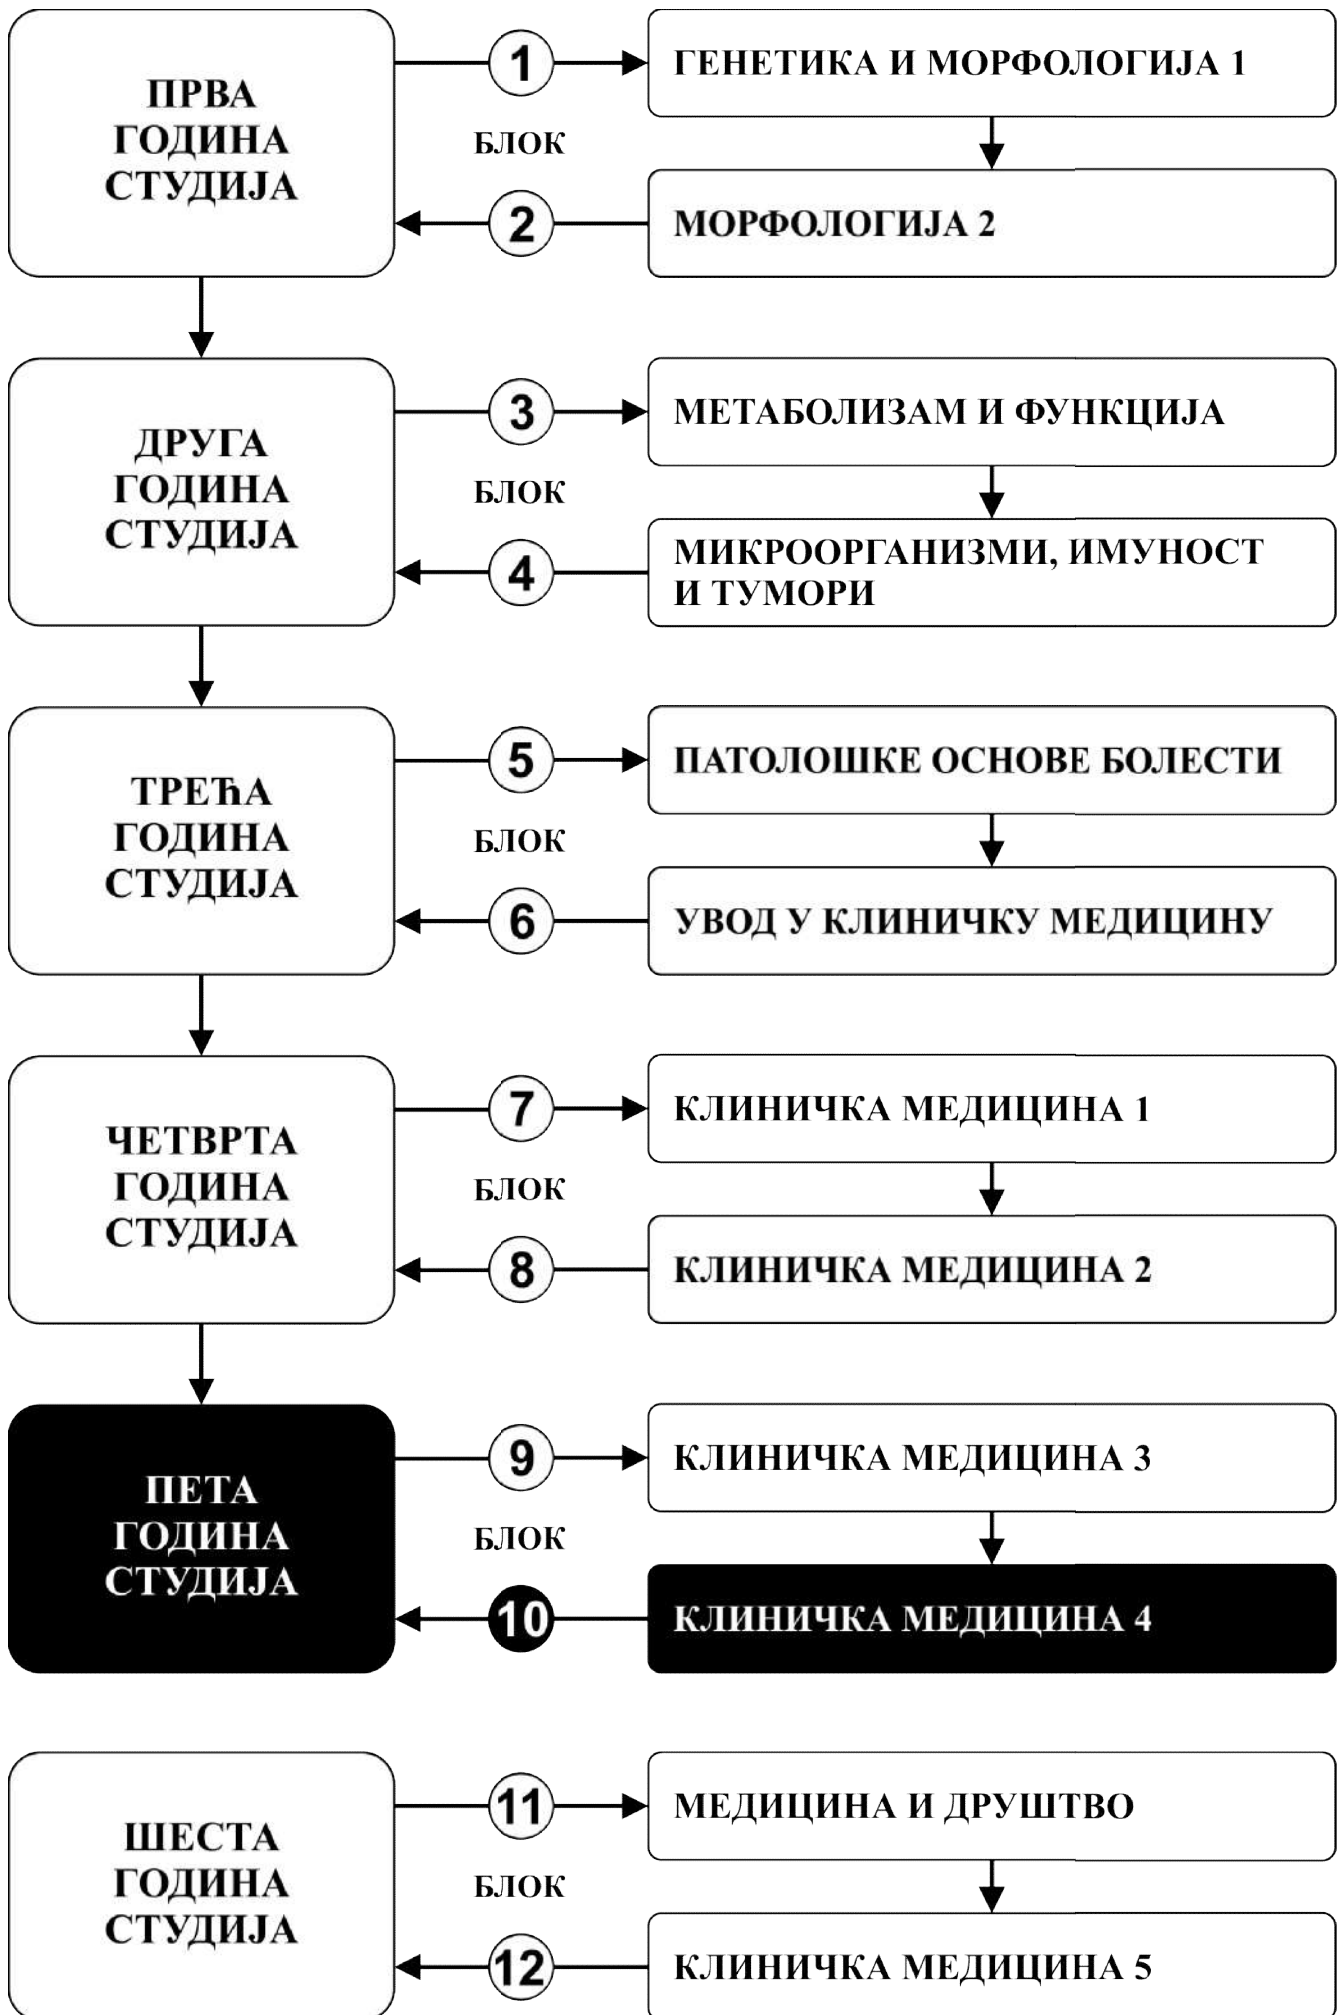 ПРВА
ГОДИНА
СТУДИЈА
1
БЛОК
2
ГЕНЕТИКА И МОРФОЛОГИЈА 1
МОРФОЛОГИЈА 2
ДРУГА
ГОДИНА
СТУДИЈА
3
БЛОК
4
МЕТАБОЛИЗАМ И ФУНКЦИЈА
МИКРООРГАНИЗМИ, ИМУНОСТ
И ТУМОРИ
ТРЕЋА
ГОДИНА
СТУДИЈА
5
БЛОК
6
ПАТОЛОШКЕ ОСНОВЕ БОЛЕСТИ
УВОД У КЛИНИЧКУ МЕДИЦИНУ
ЧЕТВРТА
ГОДИНА
СТУДИЈА
7
БЛОК
8
КЛИНИЧКА МЕДИЦИНА 1
КЛИНИЧКА МЕДИЦИНА 2
ПЕТА
ГОДИНА
СТУДИЈА
9
БЛОК
10
КЛИНИЧКА МЕДИЦИНА 3
КЛИНИЧКА МЕДИЦИНА 4
ШЕСТА
ГОДИНА
СТУДИЈА
11
БЛОК
12
МЕДИЦИНА И ДРУШТВО
КЛИНИЧКА МЕДИЦИНА 5